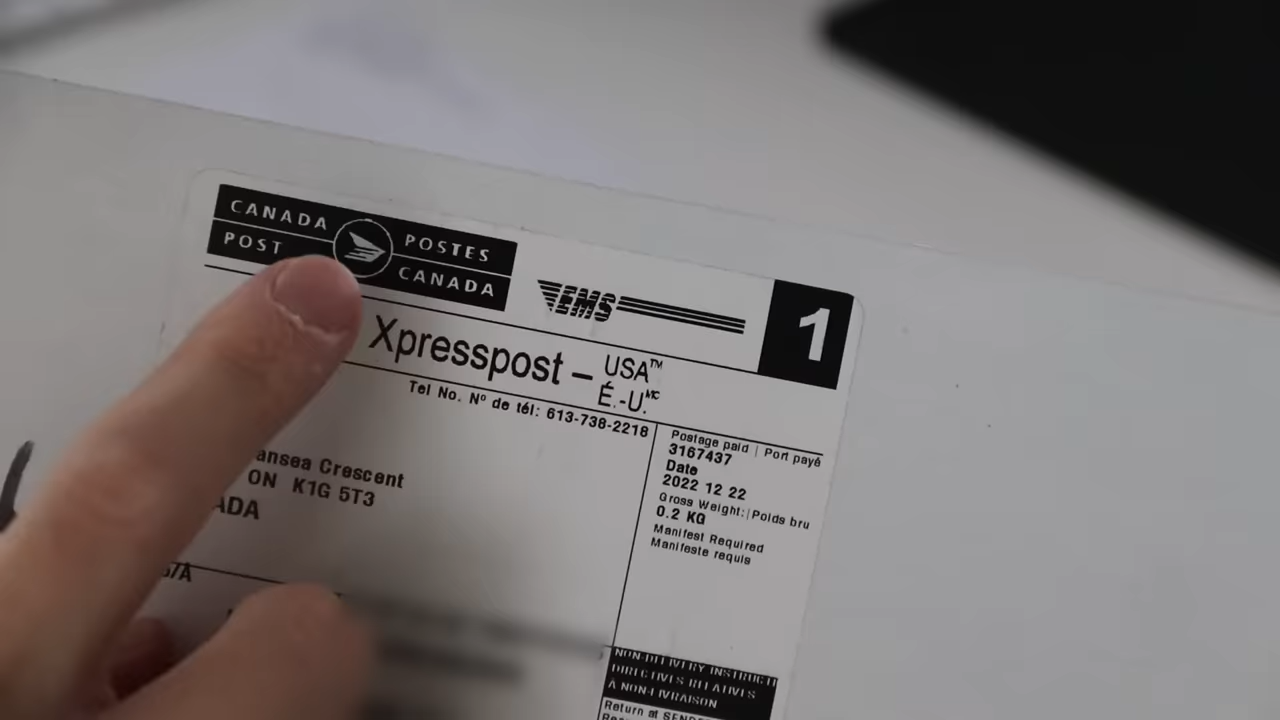 CANADA POSTES
POST CANADA
EMS
1
Xpresspost – USA™
É.-U.ᴹᶜ
Tel No. Nº de tél: 613-738-2218
Postage paid | Port payé
3167437
Date
2022 12 22
Gross Weight: | Poids bru
0.2 KG
Manifest Required
Manifeste requis
ansea Crescent
ON K1G 5T3
ADA
57A
NON-DELIVERY INSTRUCTI
DIRECTIVES RELATIVES
À NON-LIVRAISON
Return at SEND